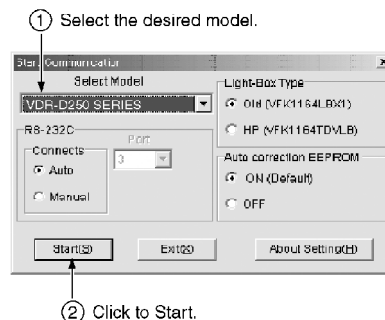 ① Select the desired model.
Start Communication
Select Model
VDR-D250 SERIES
RS-232C
Connects
Auto
Manual
Port
3
Light-Box Type
Old (VFK1164LBX1)
HP (VFK1164TDVLB)
Auto correction EEPROM
ON (Default)
OFF
Start(S)
Exit(X)
About Setting(H)
② Click to Start.